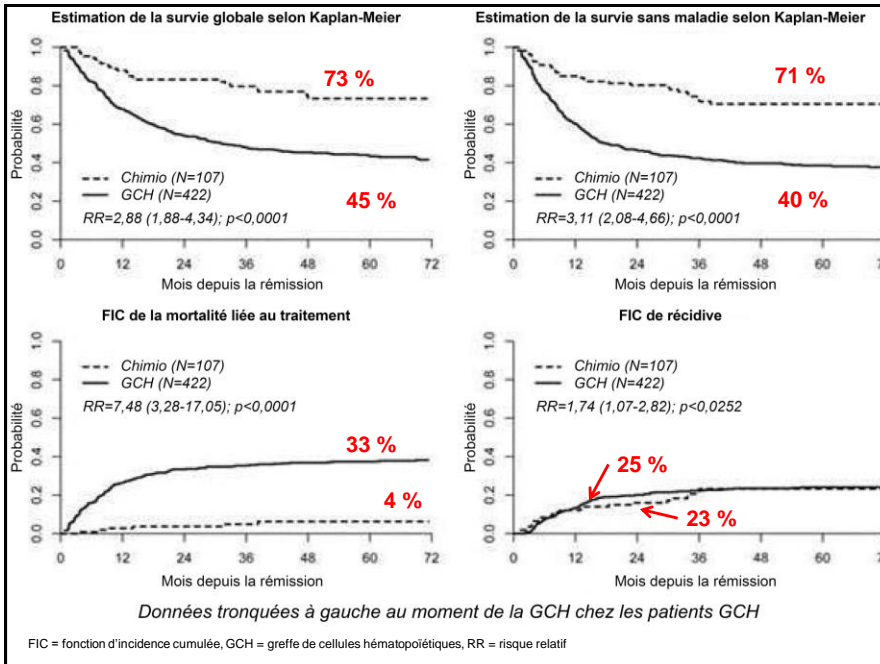 Estimation de la survie globale selon Kaplan-Meier
Probabilité
1.0
0.8
0.6
0.4
0.2
0.0
73 %
45 %
Chimio (N=107)
GCH (N=422)
RR=2,88 (1,88-4,34); p<0,0001
0 12 24 36 48 60 72
Mois depuis la rémission
Estimation de la survie sans maladie selon Kaplan-Meier
Probabilité
1.0
0.8
0.6
0.4
0.2
0.0
71 %
40 %
Chimio (N=107)
GCH (N=422)
RR=3,11 (2,08-4,66); p<0,0001
0 12 24 36 48 60 7
Mois depuis la rémission
FIC de la mortalité liée au traitement
Probabilité
1.0
0.8
0.6
0.4
0.2
0.0
Chimio (N=107)
GCH (N=422)
RR=7,48 (3,28-17,05); p<0,0001
33 %
4 %
0 12 24 36 48 60 72
Mois depuis la rémission
FIC de récidive
Probabilité
1.0
0.8
0.6
0.4
0.2
0.0
Chimio (N=107)
GCH (N=422)
RR=1,74 (1,07-2,82); p<0,0252
25 %
23 %
0 12 24 36 48 60 7
Mois depuis la rémission
Données tronquées à gauche au moment de la GCH chez les patients GCH
FIC = fonction d'incidence cumulée, GCH = greffe de cellules hématopoïétiques, RR = risque relatif